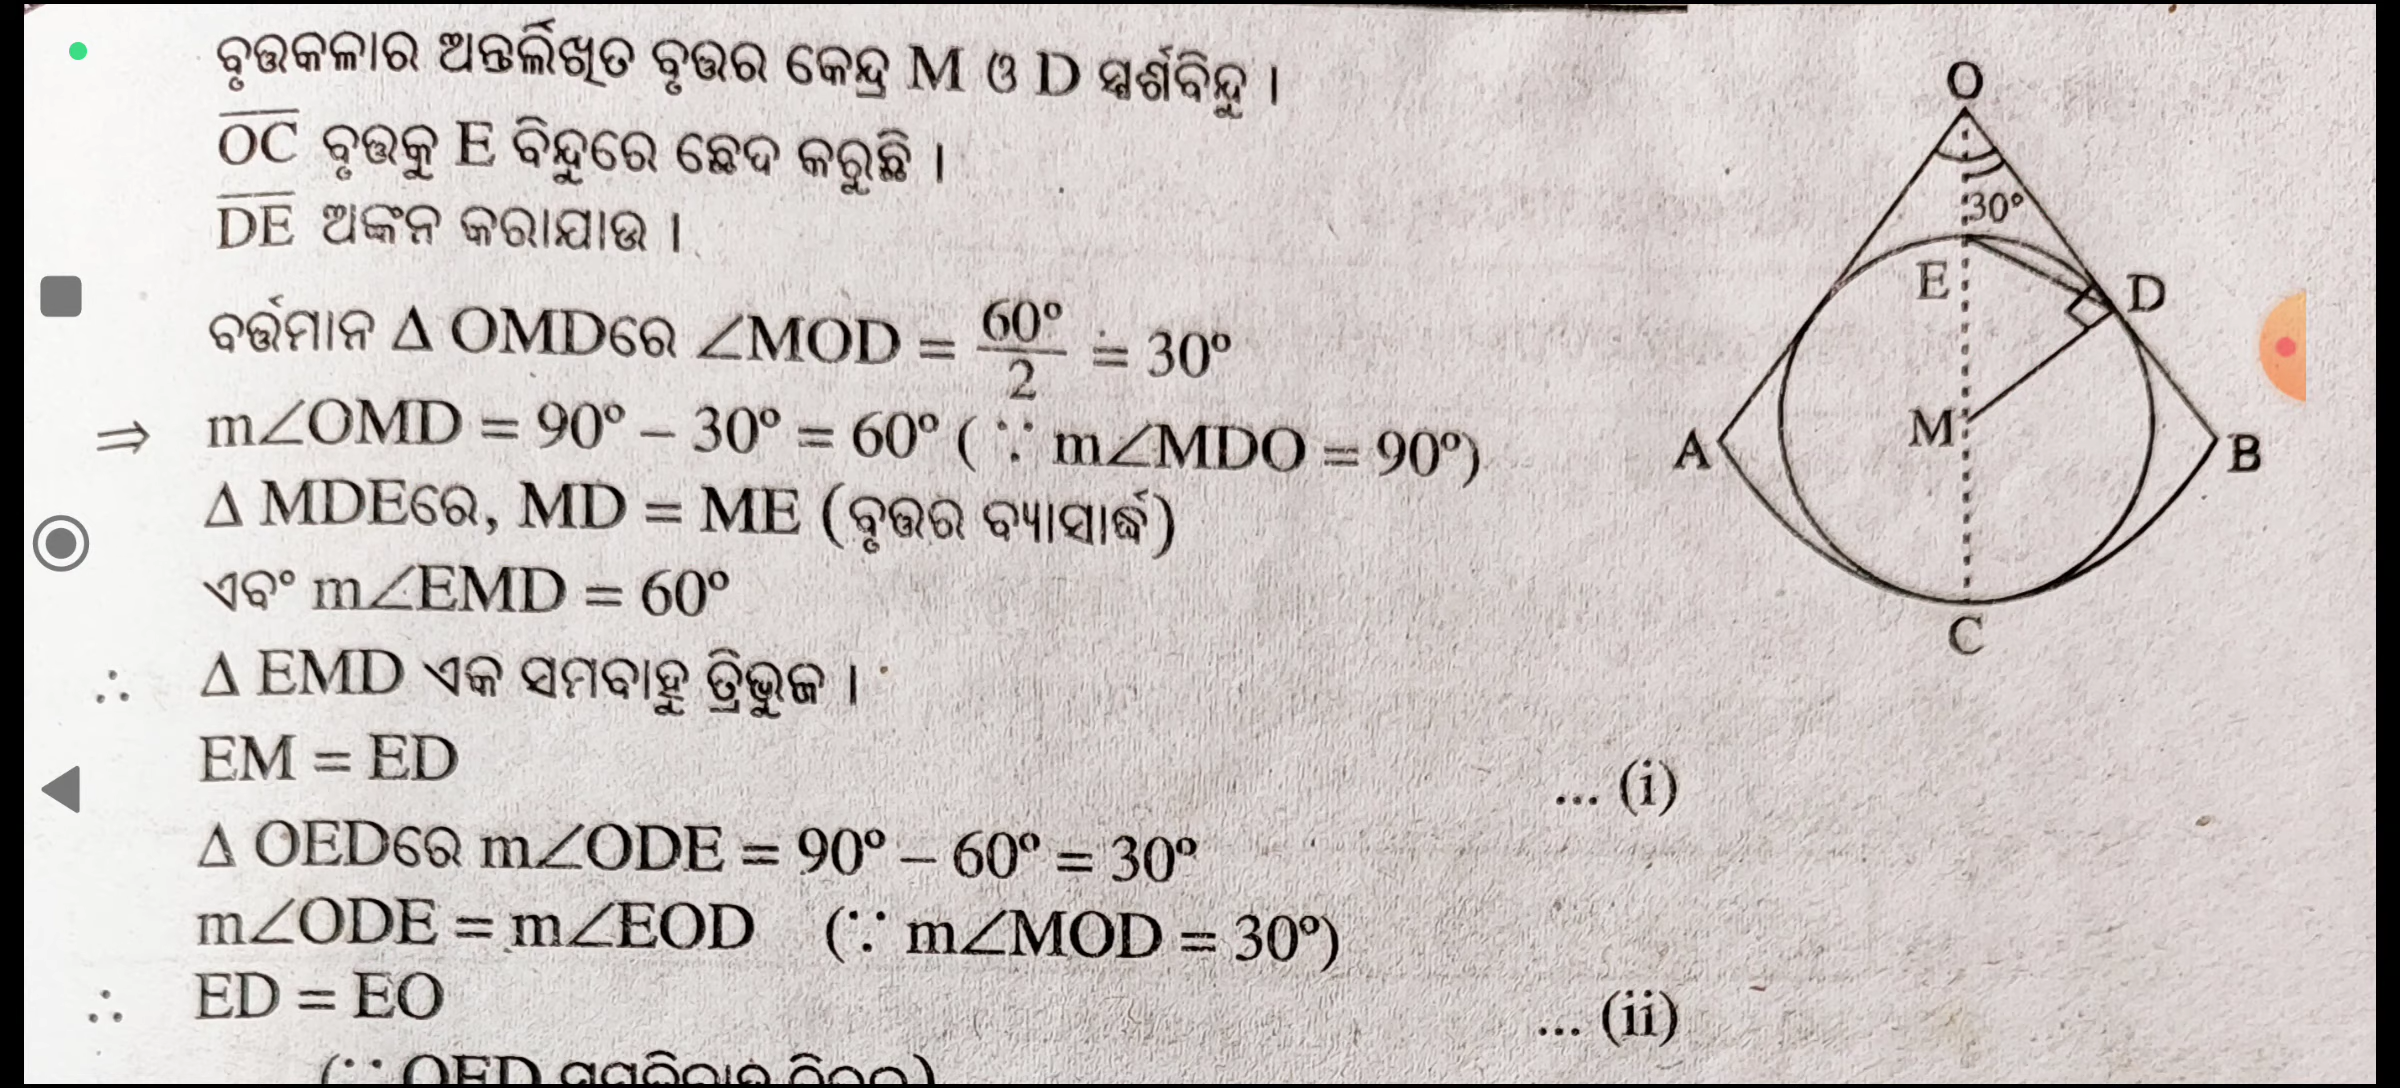 ବୃତ୍ତକଳାର ଅନ୍ତର୍ଲିଖିତ ବୃତ୍ତର କେନ୍ଦ୍ର M ଓ D ସ୍ପର୍ଶବିନ୍ଦୁ ।
OC ବୃତ୍ତକୁ E ବିନ୍ଦୁରେ ଛେଦ କରୁଛି ।
DE ଅଙ୍କନ କରାଯାଉ ।
ବର୍ତ୍ତମାନ Δ OMDରେ ∠MOD = 60°/2 = 30°
⇒ m∠OMD = 90° – 30° = 60° (∵ m∠MDO = 90°)
Δ MDEରେ, MD = ME (ବୃତ୍ତର ବ୍ୟାସାର୍ଦ୍ଧ)
ଏବଂ m∠EMD = 60°
∴ Δ EMD ଏକ ସମବାହୁ ତ୍ରିଭୁଜ ।
EM = ED ... (i)
Δ OEDରେ m∠ODE = 90° – 60° = 30°
m∠ODE = m∠EOD (∵ m∠MOD = 30°)
∴ ED = EO ... (ii)
(∵ OED
O
30°
E
D
M
A
B
C